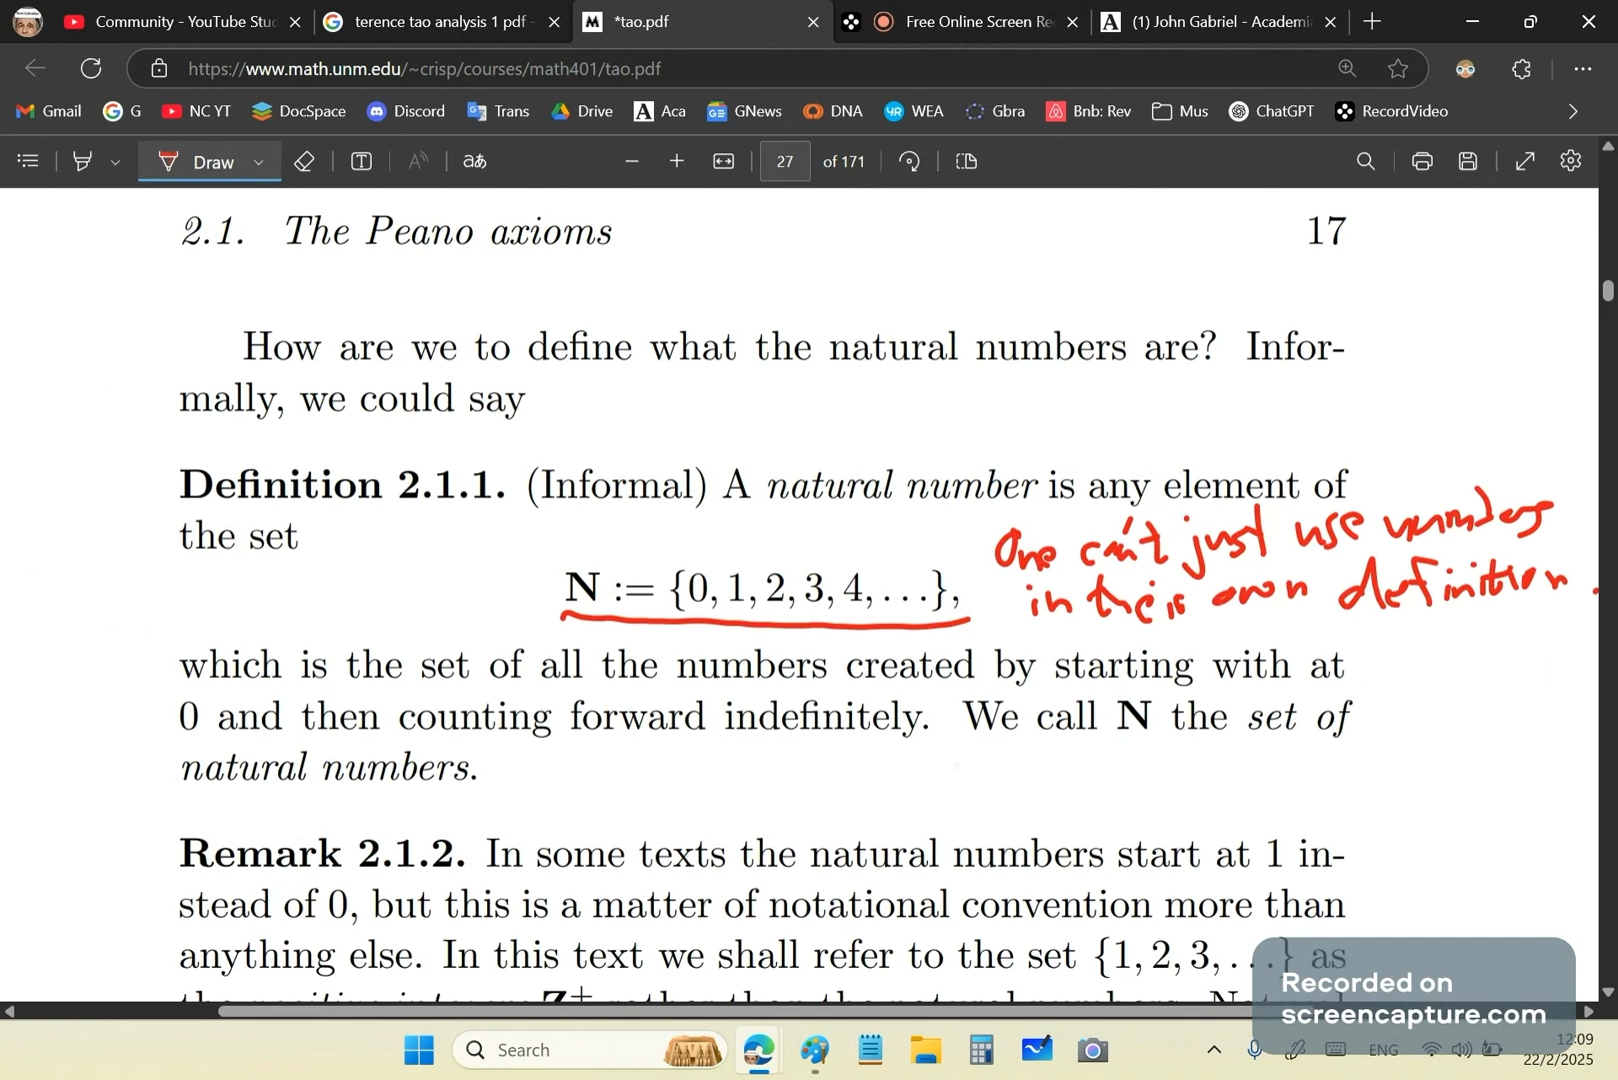 Community - YouTube Stu
terence tao analysis 1 pdf -
*tao.pdf
Free Online Screen Re
(1) John Gabriel - Academi
https://www.math.unm.edu/~crisp/courses/math401/tao.pdf
Gmail G NC YT DocSpace Discord Trans Drive Aca GNews DNA WEA Gbra Bnb: Rev Mus ChatGPT RecordVideo
Draw 27 of 171
2.1. The Peano axioms 17
How are we to define what the natural numbers are? Infor-
mally, we could say
Definition 2.1.1. (Informal) A natural number is any element of
the set
One can't just use numbers
N := {0, 1, 2, 3, 4, . . .},
in their own definition.
which is the set of all the numbers created by starting with at
0 and then counting forward indefinitely. We call N the set of
natural numbers.
Remark 2.1.2. In some texts the natural numbers start at 1 in-
stead of 0, but this is a matter of notational convention more than
anything else. In this text we shall refer to the set {1, 2, 3, . . .} as
the positive integers Z+ rather than the natural numbers. Natural
Recorded on
screencapture.com
Search
ENG
12:09
22/2/2025